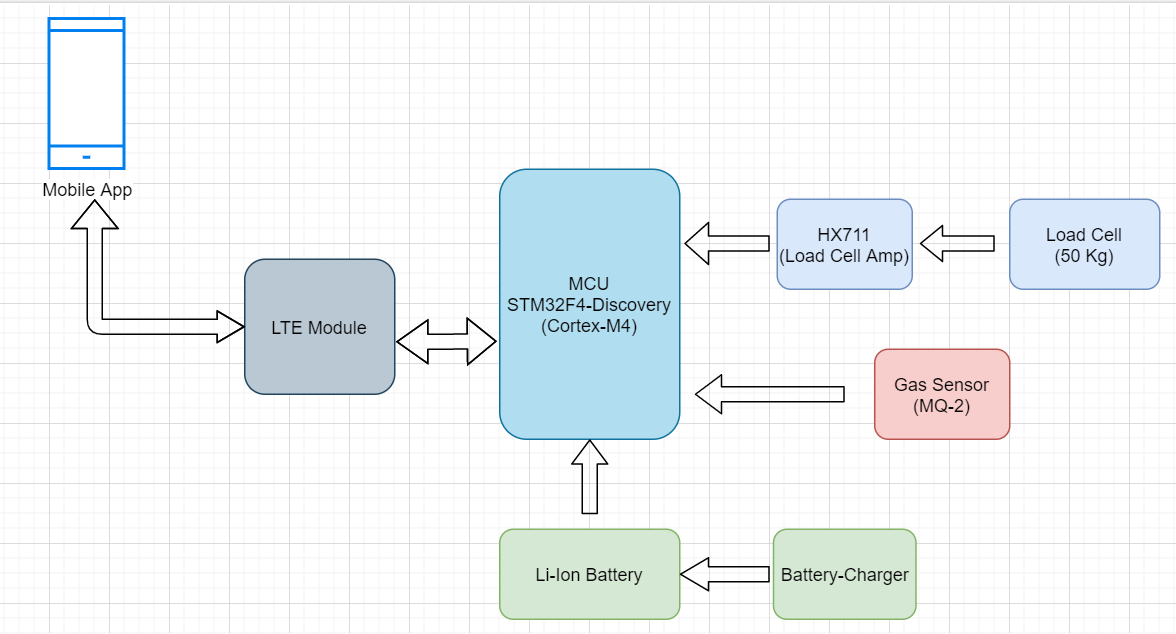 Mobile App
LTE Module
MCU
STM32F4-Discovery
(Cortex-M4)
HX711
(Load Cell Amp)
Load Cell
(50 Kg)
Gas Sensor
(MQ-2)
Li-Ion Battery
Battery-Charger